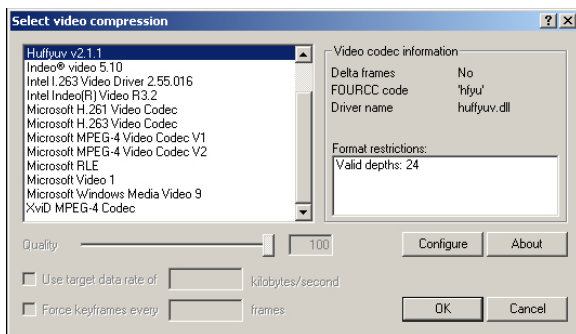 Select video compression
Huffyuv v2.1.1
Indeo® video 5.10
Intel I.263 Video Driver 2.55.016
Intel Indeo(R) Video R3.2
Microsoft H.261 Video Codec
Microsoft H.263 Video Codec
Microsoft MPEG-4 Video Codec V1
Microsoft MPEG-4 Video Codec V2
Microsoft RLE
Microsoft Video 1
Microsoft Windows Media Video 9
XviD MPEG-4 Codec
Video codec information
Delta frames No
FOURCC code 'hfyu'
Driver name huffyuv.dll
Format restrictions:
Valid depths: 24
Quality 100
Configure About
Use target data rate of kilobytes/second
Force keyframes every frames
OK Cancel